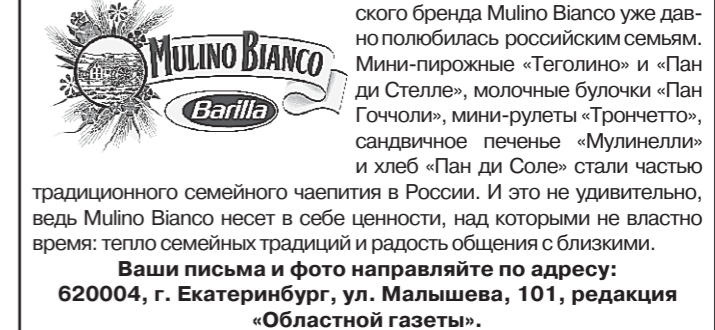 MULINO BIANCO
Barilla
ского бренда Mulino Bianco уже дав-
но полюбилась российским семьям.
Мини-пирожные «Теголино» и «Пан
ди Стелле», молочные булочки «Пан
Гоччоли», мини-рулеты «Трончетто»,
сандвичное печенье «Мулинелли»
и хлеб «Пан ди Соле» стали частью
традиционного семейного чаепития в России. И это не удивительно,
ведь Mulino Bianco несет в себе ценности, над которыми не властно
время: тепло семейных традиций и радость общения с близкими.
Ваши письма и фото направляйте по адресу:
620004, г. Екатеринбург, ул. Малышева, 101, редакция
«Областной газеты».